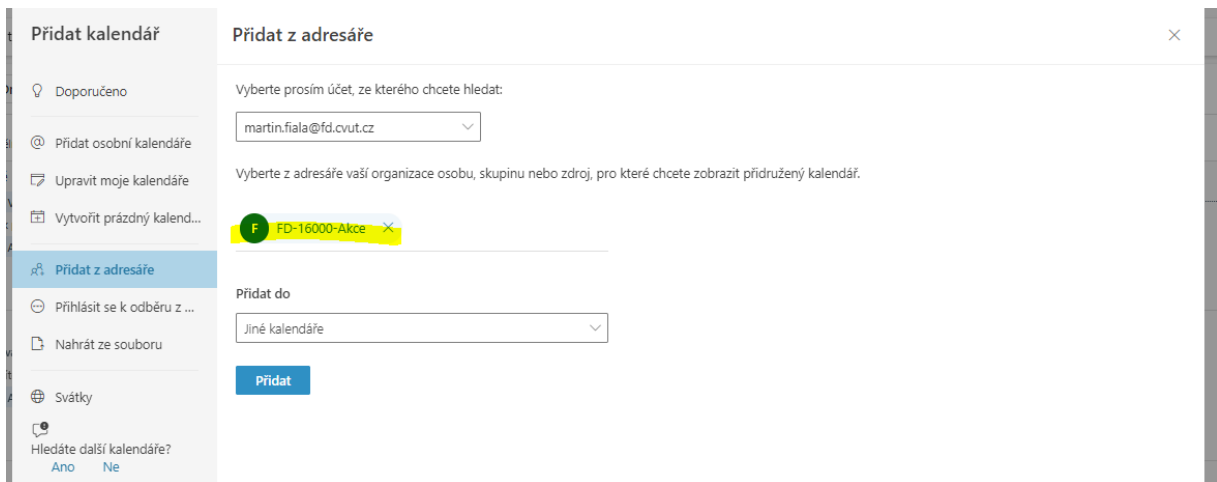 Přidat kalendář
Doporučeno
Přidat osobní kalendáře
Upravit moje kalendáře
Vytvořit prázdný kalend...
Přidat z adresáře
Přihlásit se k odběru z ...
Nahrát ze souboru
Svátky
Hledáte další kalendáře?
Ano Ne
Přidat z adresáře
Vyberte prosím účet, ze kterého chcete hledat:
martin.fiala@fd.cvut.cz
Vyberte z adresáře vaší organizace osobu, skupinu nebo zdroj, pro které chcete zobrazit přidružený kalendář.
F FD-16000-Akce
Přidat do
Jiné kalendáře
Přidat